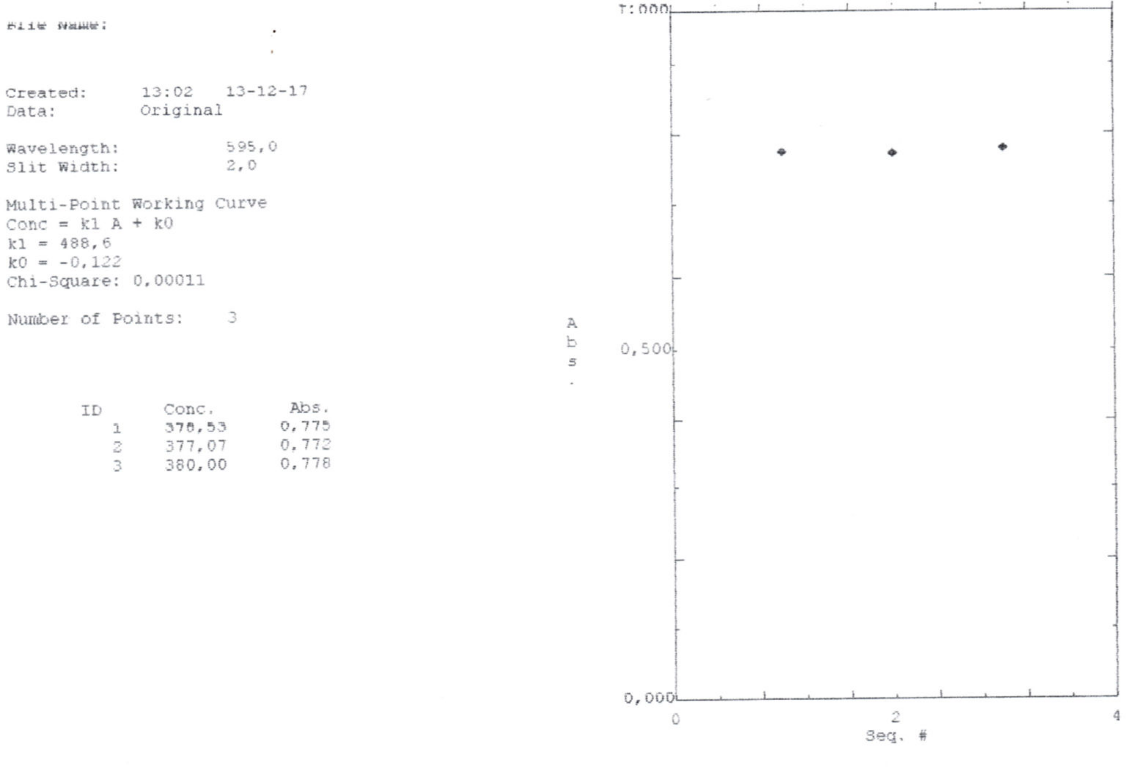 File Name:
Created: 13:02 13-12-17
Data: Original
Wavelength: 595,0
Slit Width: 2,0
Multi-Point Working Curve
Conc = k1 A + k0
k1 = 488,6
k0 = -0,122
Chi-Square: 0,00011
Number of Points: 3
ID Conc. Abs.
1 378,53 0,775
2 377,07 0,772
3 380,00 0,778
Abs.
0,500
0,000
0 2 4
Seq. #